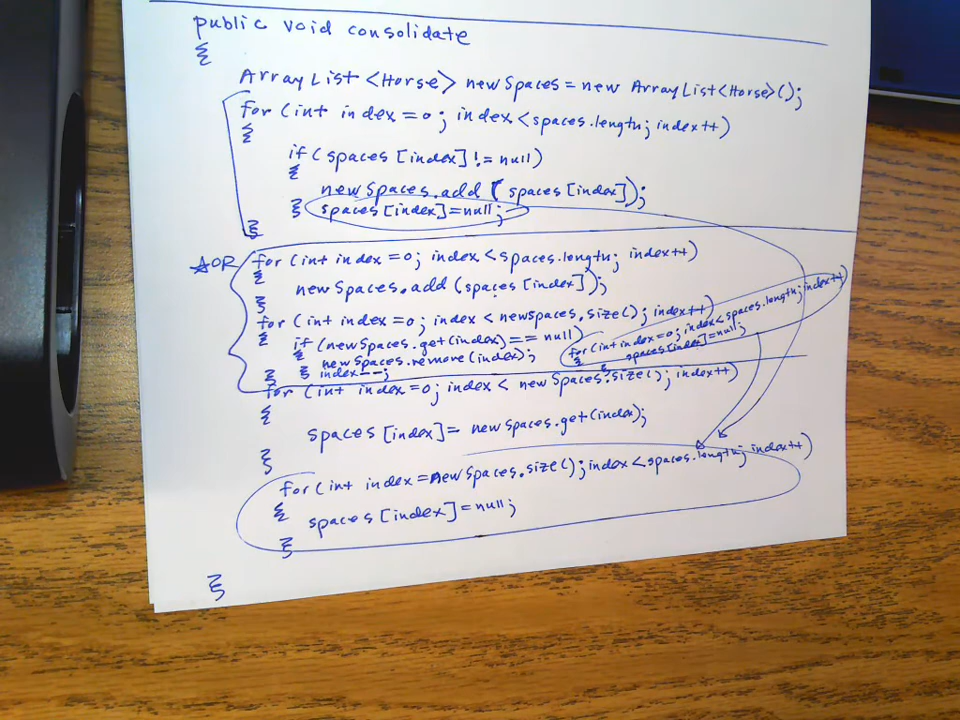 public void consolidate
{
ArrayList <Horse> newSpaces = new ArrayList<Horse>();
for (int index = 0; index < spaces.length; index++)
{
if (spaces [index] != null)
{
newSpaces.add (spaces [index]);
} spaces [index] = null;
}
OR for (int index = 0; index < spaces.length; index++)
{
newSpaces.add (spaces [index]);
}
for (int index = 0; index < newSpaces.size(); index++)
{ if (newSpaces.get(index) == null)
{ newSpaces.remove (index);
} } index--;
for (int index = 0; index < spaces.length; index++)
{ spaces [index] = null;
}
for (int index = 0; index < newSpaces.size(); index++)
{
spaces [index] = newSpaces.get(index);
}
for (int index = newSpaces.size(); index < spaces.length; index++)
{ spaces [index] = null;
}
}